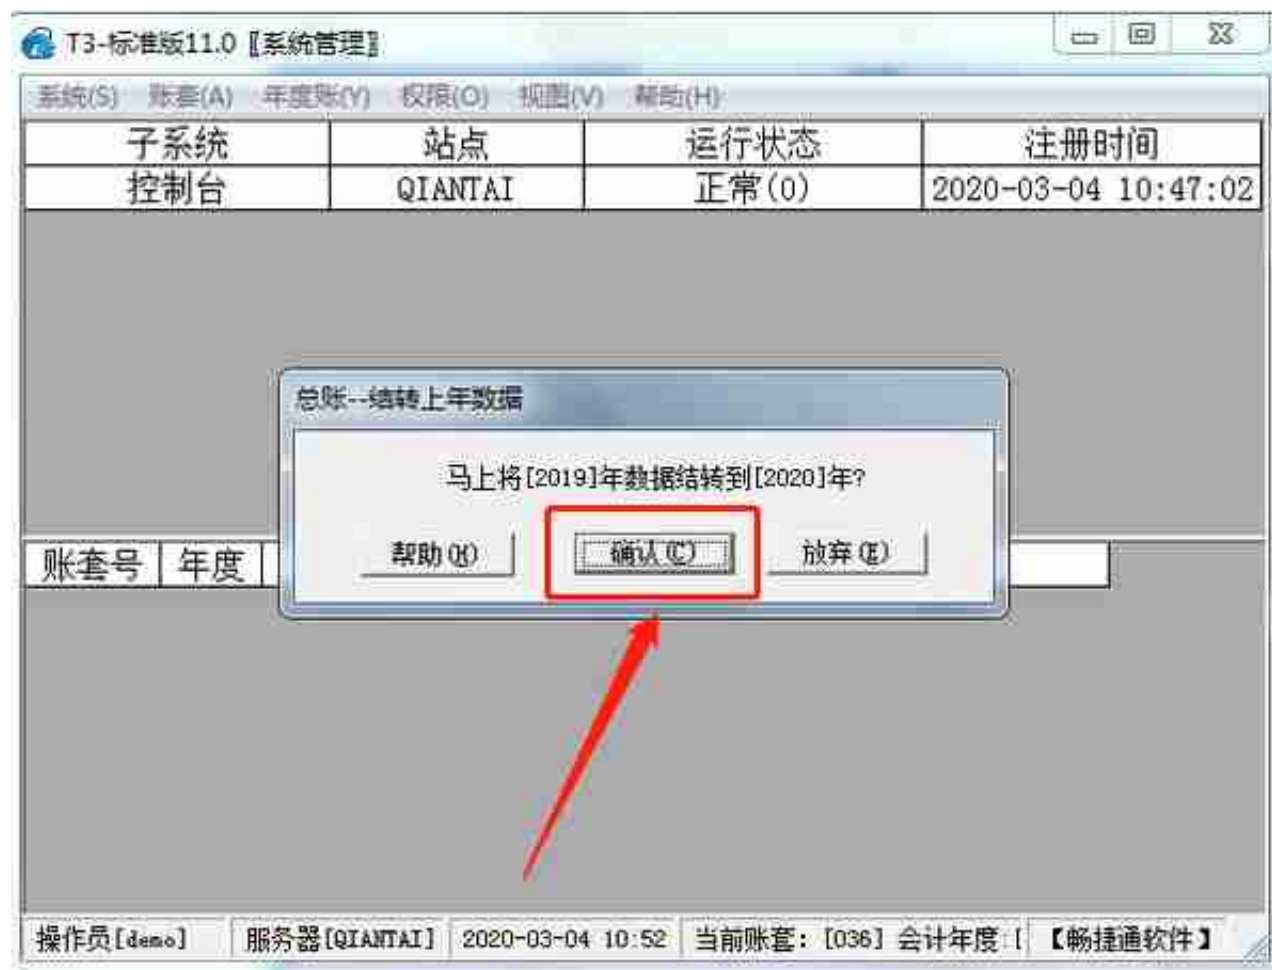 T3-标准版11.0〖系统管理〗
系统(S) 账套(A) 年度账(Y) 权限(O) 视图(V) 帮助(H)
子系统 站点 运行状态 注册时间
控制台 QIANTAI 正常(0) 2020-03-04 10:47:02
总账--结转上年数据
马上将[2019]年数据结转到[2020]年?
帮助(H) 确认(C) 放弃(E)
账套号 年度
操作员[demo] 服务器[QIANTAI] 2020-03-04 10:52 当前账套: [036] 会计年度 [ 【畅捷通软件】